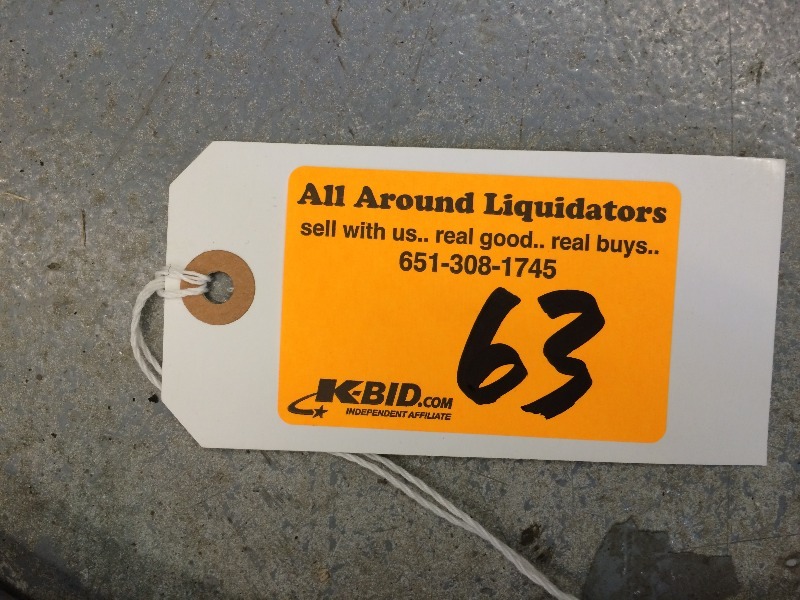 All Around Liquidators
sell with us.. real good.. real buys..
651-308-1745
63
K-BID.COM
INDEPENDENT AFFILIATE